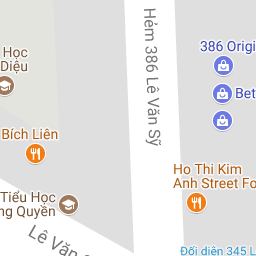 Học
Diệu
Hẻm 386 Lê Văn Sỹ
386 Origi
Bet
Bích Liên
Ho Thi Kim
Anh Street Fo
Tiểu Học
ng Quyền
Lê Văn S
Đối diện 345 L